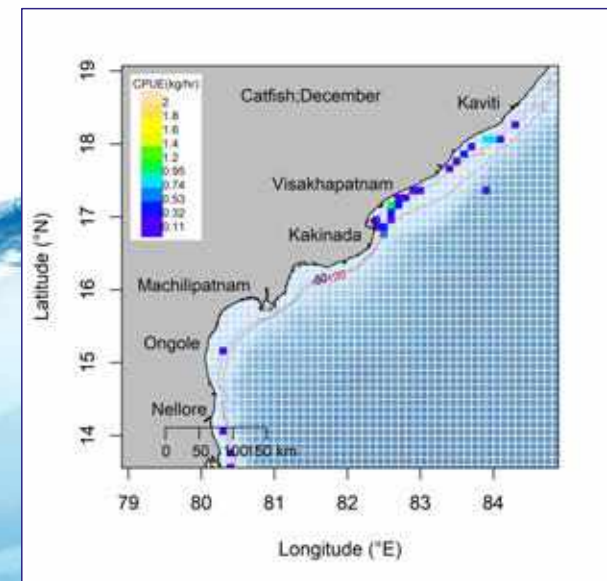 CPUE(kg/hr)
2
1.8
1.6
1.4
1.2
0.95
0.74
0.53
0.32
0.11
Catfish;December
Kaviti
Visakhapatnam
Kakinada
Machilipatnam
Ongole
Nellore
-50
-100
0 50 100150 km
Latitude (°N)
19
18
17
16
15
14
79 80 81 82 83 84
Longitude (°E)